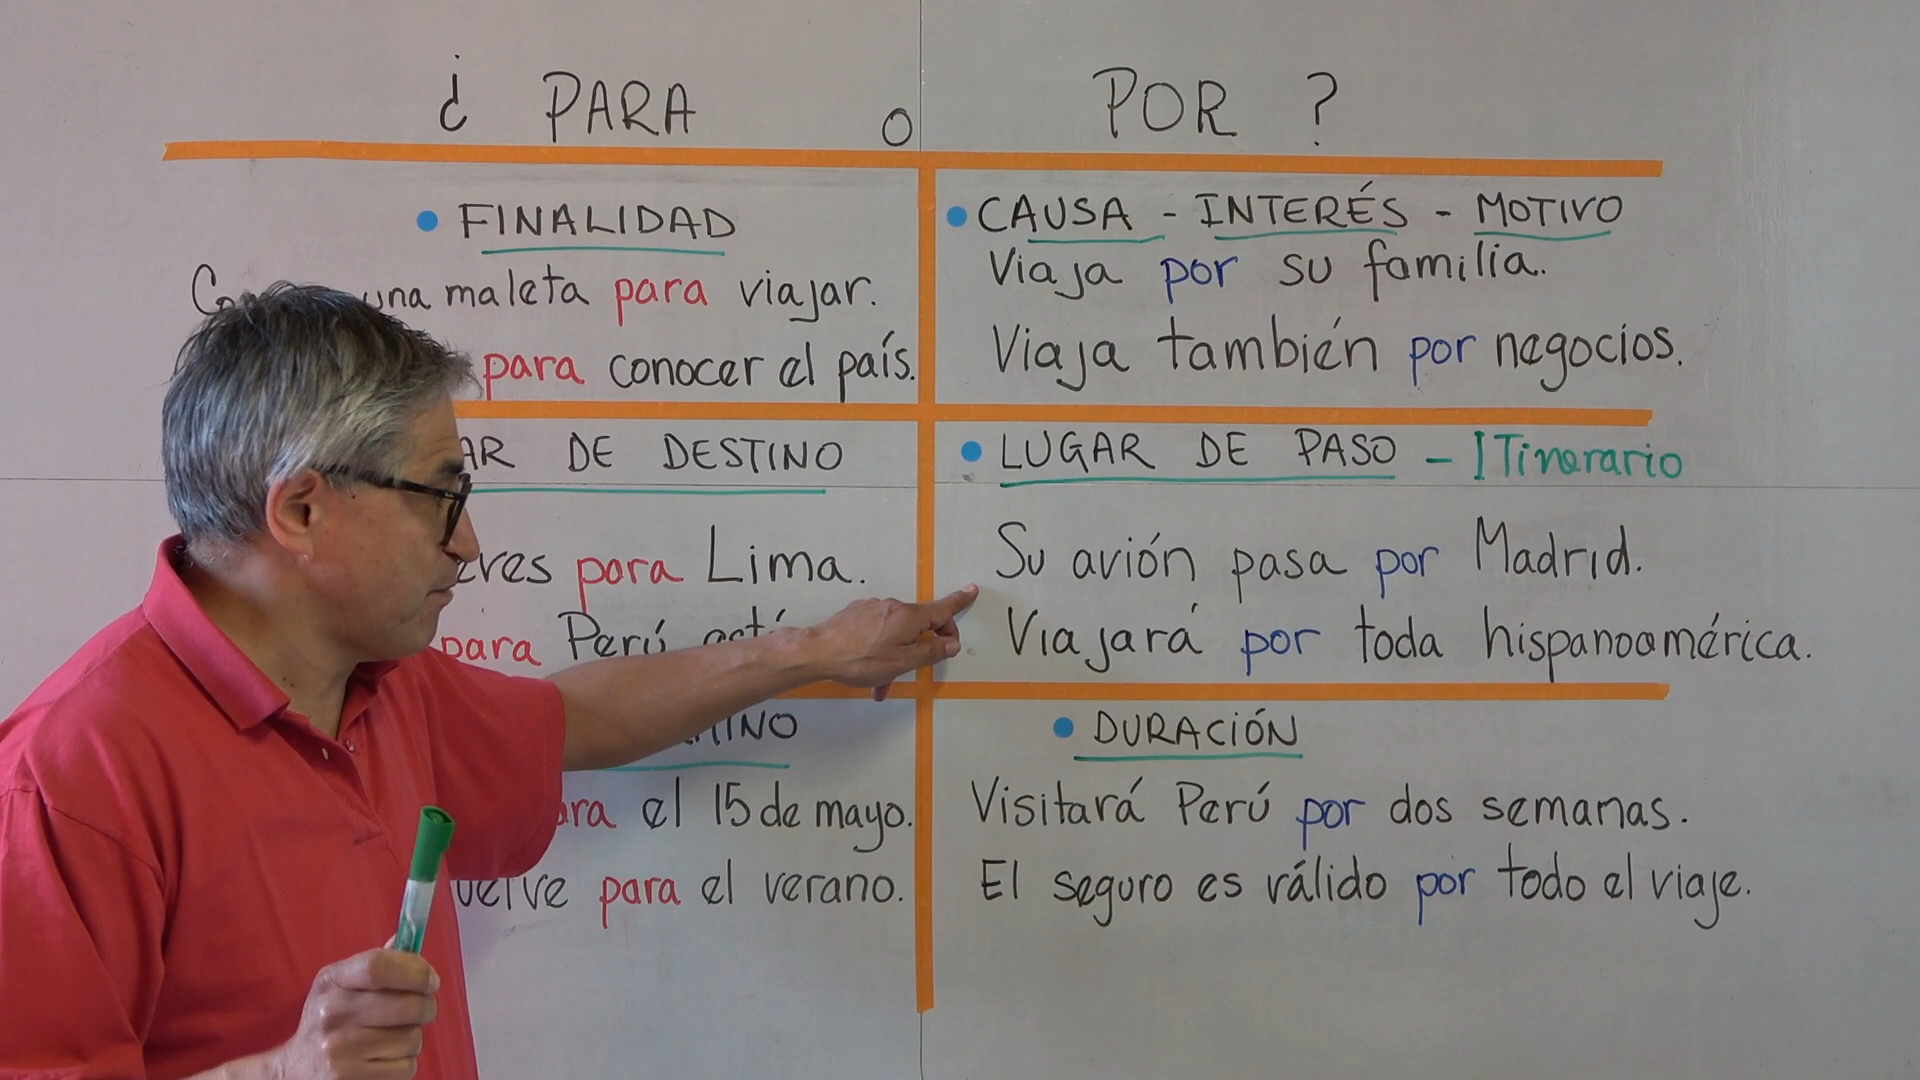 ¿ PARA o POR ?
FINALIDAD
una maleta para viajar.
para conocer el país.
CAUSA - INTERÉS - MOTIVO
Viaja por su familia.
Viaja también por negocios.
DE DESTINO
para Lima.
para Perú
LUGAR DE PASO - ITinerario
Su avión pasa por Madrid.
Viajará por toda hispanoamérica.
el 15 de mayo.
para el verano.
DURACIÓN
Visitará Perú por dos semanas.
El seguro es válido por todo el viaje.